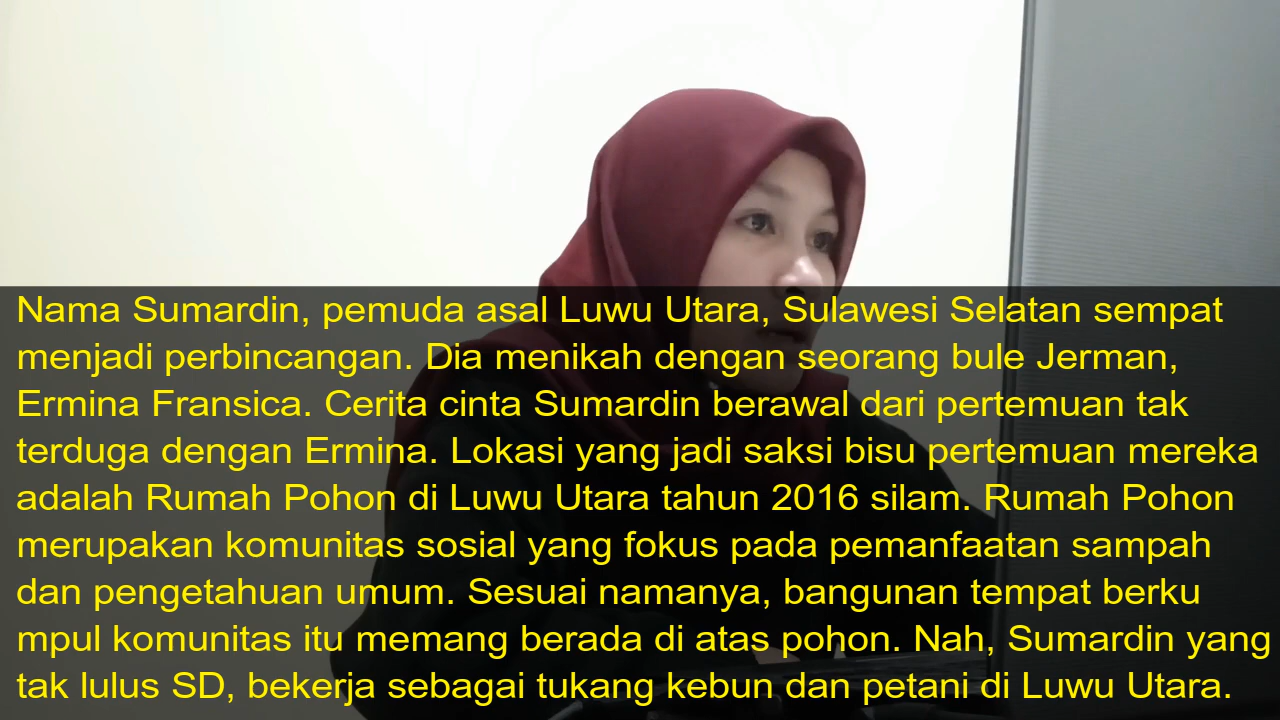 Nama Sumardin, pemuda asal Luwu Utara, Sulawesi Selatan sempat
menjadi perbincangan. Dia menikah dengan seorang bule Jerman,
Ermina Fransica. Cerita cinta Sumardin berawal dari pertemuan tak
terduga dengan Ermina. Lokasi yang jadi saksi bisu pertemuan mereka
adalah Rumah Pohon di Luwu Utara tahun 2016 silam. Rumah Pohon
merupakan komunitas sosial yang fokus pada pemanfaatan sampah
dan pengetahuan umum. Sesuai namanya, bangunan tempat berku
mpul komunitas itu memang berada di atas pohon. Nah, Sumardin yang
tak lulus SD, bekerja sebagai tukang kebun dan petani di Luwu Utara.